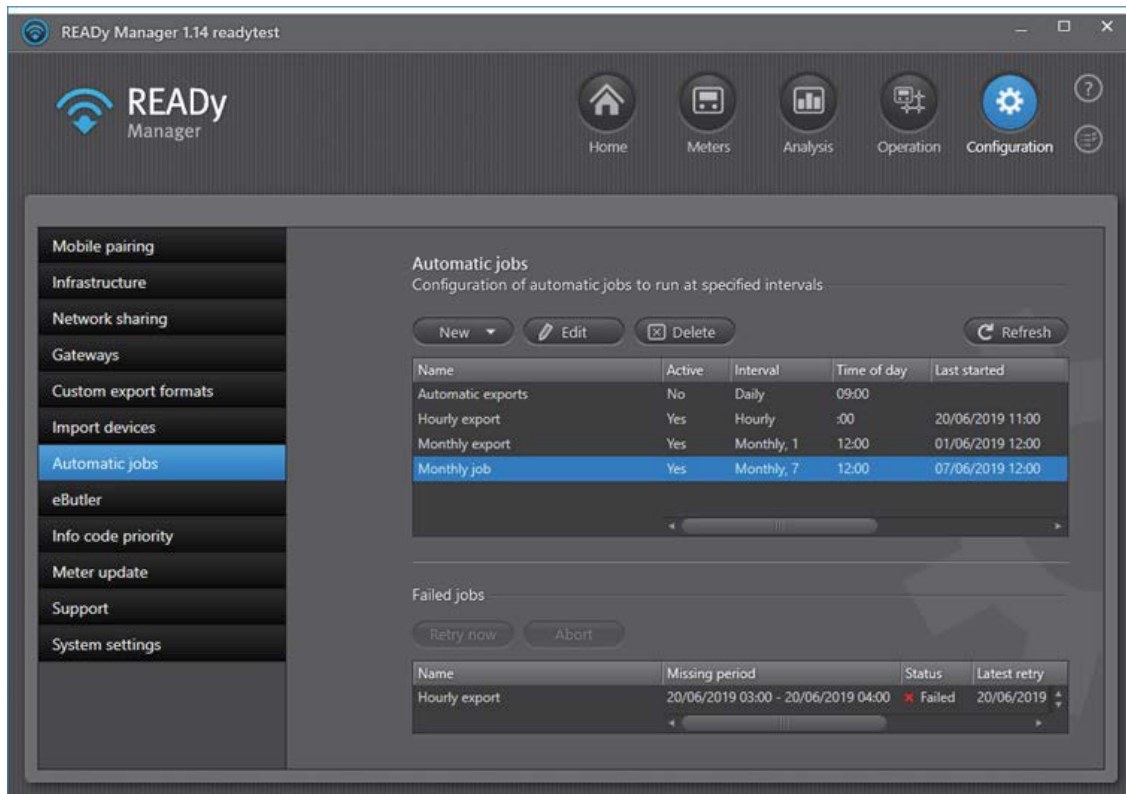 READy Manager 1.14 readytest
READy
Manager
Home
Meters
Analysis
Operation
Configuration
?
Mobile pairing
Infrastructure
Network sharing
Gateways
Custom export formats
Import devices
Automatic jobs
eButler
Info code priority
Meter update
Support
System settings
Automatic jobs
Configuration of automatic jobs to run at specified intervals
New Edit Delete Refresh
Name Active Interval Time of day Last started
Automatic exports No Daily 09:00
Hourly export Yes Hourly :00 20/06/2019 11:00
Monthly export Yes Monthly, 1 12:00 01/06/2019 12:00
Monthly job Yes Monthly, 7 12:00 07/06/2019 12:00
Failed jobs
Retry now Abort
Name Missing period Status Latest retry
Hourly export 20/06/2019 03:00 - 20/06/2019 04:00 Failed 20/06/2019